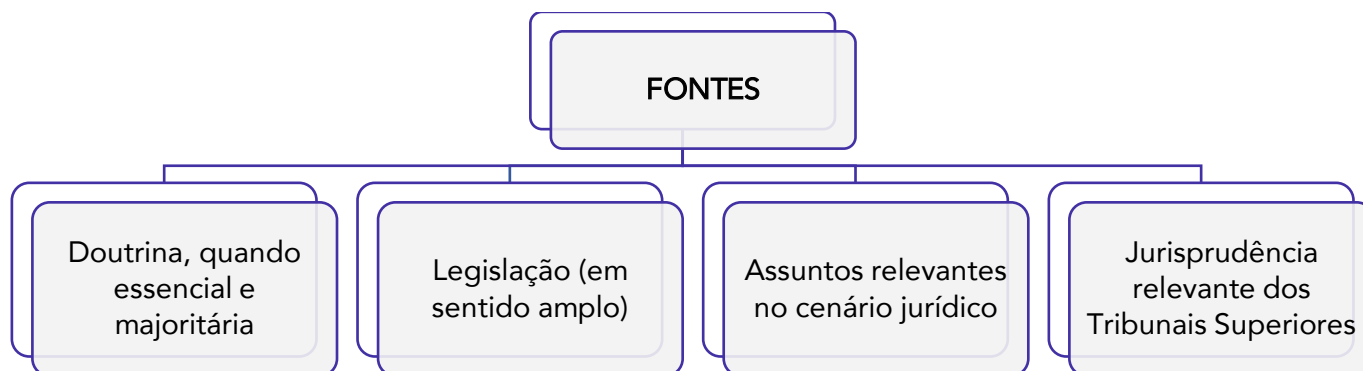 FONTES
Doutrina, quando
essencial e
majoritária
Legislação (em
sentido amplo)
Assuntos relevantes
no cenário jurídico
Jurisprudência
relevante dos
Tribunais Superiores